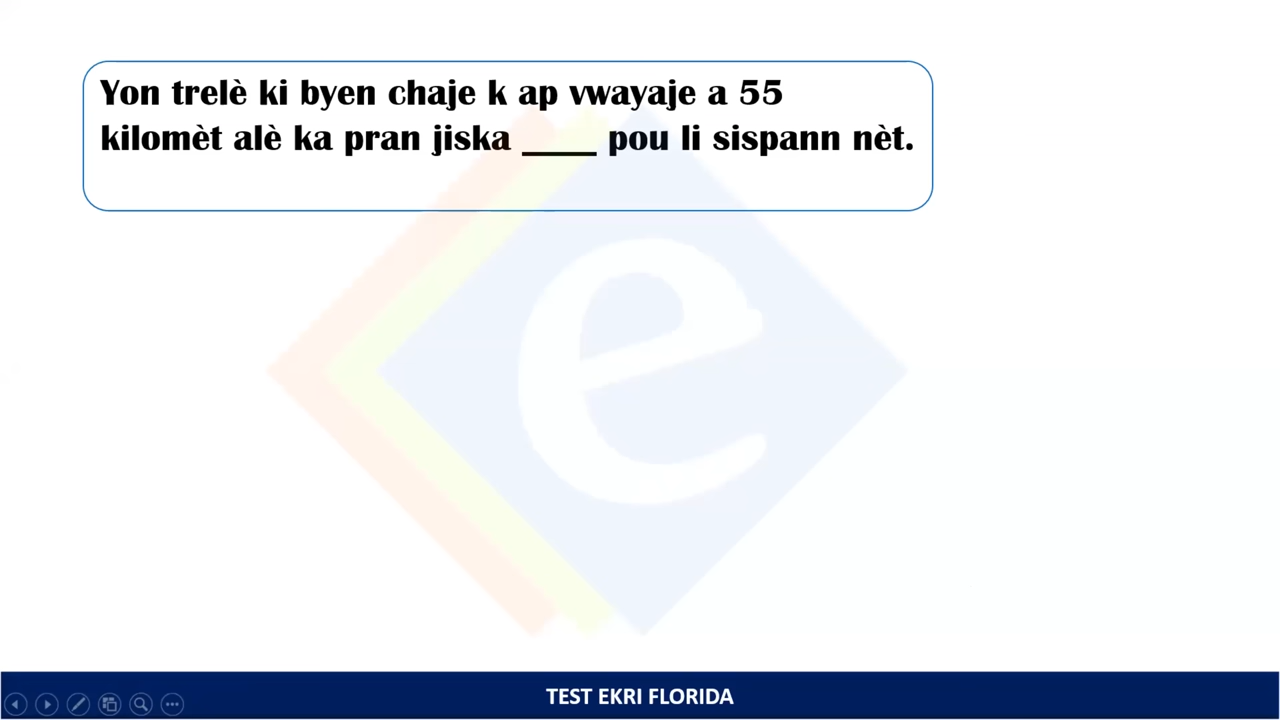 Yon trelè ki byen chaje k ap vwayaje a 55
kilomèt alè ka pran jiska ____ pou li sispann nèt.
e
TEST EKRI FLORIDA